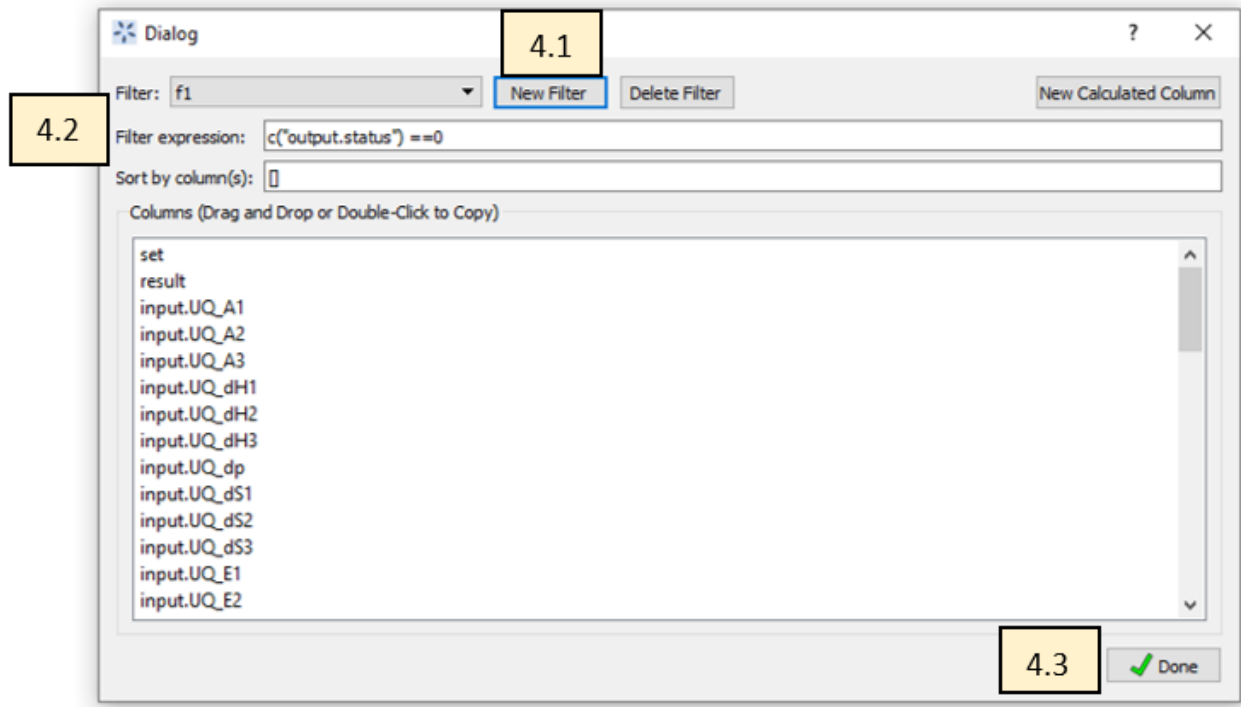 Dialog
?
4.1
Filter: f1
New Filter
Delete Filter
New Calculated Column
4.2
Filter expression: c("output.status") ==0
Sort by column(s): []
Columns (Drag and Drop or Double-Click to Copy)
set
result
input.UQ_A1
input.UQ_A2
input.UQ_A3
input.UQ_dH1
input.UQ_dH2
input.UQ_dH3
input.UQ_dp
input.UQ_dS1
input.UQ_dS2
input.UQ_dS3
input.UQ_E1
input.UQ_E2
4.3
Done